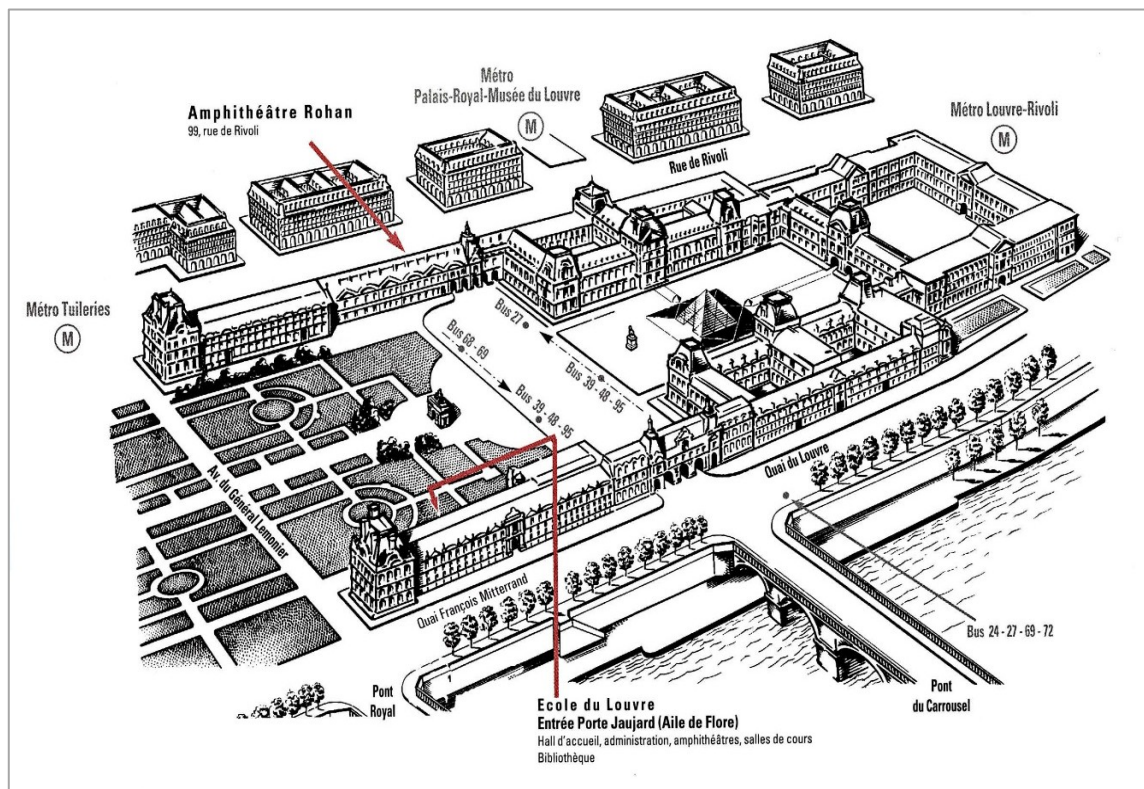 Métro
Palais-Royal-Musée du Louvre
M
Amphithéâtre Rohan
99, rue de Rivoli
Métro Louvre-Rivoli
M
Rue de Rivoli
Métro Tuileries
M
Bus 27
Bus 68 - 69
Bus 39 - 48 - 95
Bus 39 - 48 - 95
Quai du Louvre
Av. du Général Lemonier
Quai François Mitterrand
Bus 24 - 27 - 69 - 72
Pont
Royal
Pont
du Carrousel
Ecole du Louvre
Entrée Porte Jaujard (Aile de Flore)
Hall d'accueil, administration, amphithéâtres, salles de cours
Bibliothèque